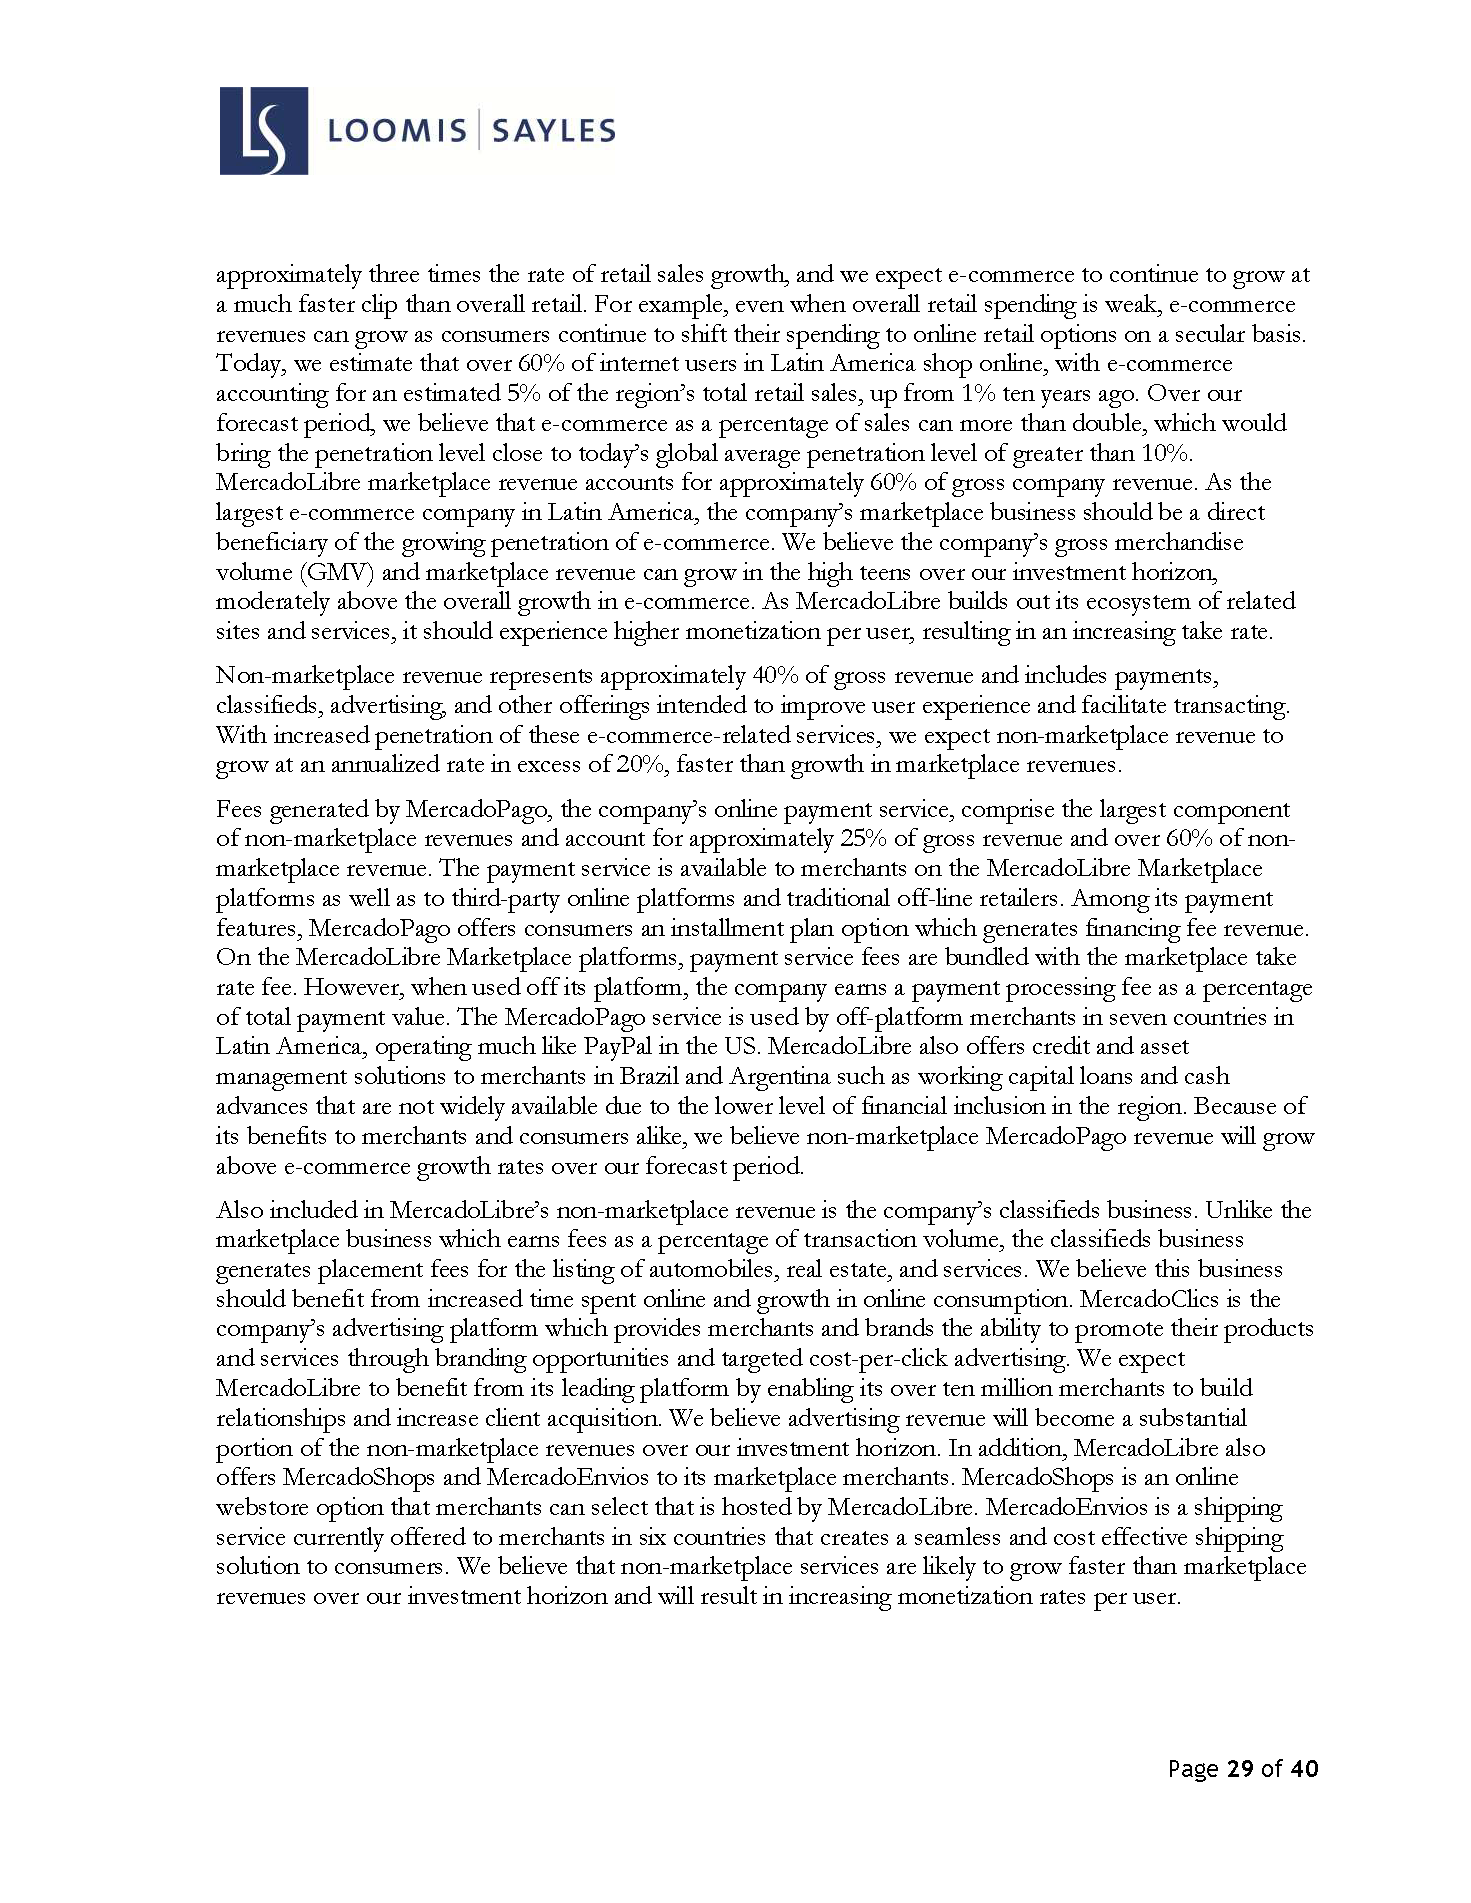 LS LOOMIS | SAYLES
approximately three times the rate of retail sales growth, and we expect e-commerce to continue to grow at
a much faster clip than overall retail. For example, even when overall retail spending is weak, e-commerce
revenues can grow as consumers continue to shift their spending to online retail options on a secular basis.
Today, we estimate that over 60% of internet users in Latin America shop online, with e-commerce
accounting for an estimated 5% of the region’s total retail sales, up from 1% ten years ago. Over our
forecast period, we believe that e-commerce as a percentage of sales can more than double, which would
bring the penetration level close to today’s global average penetration level of greater than 10%.
MercadoLibre marketplace revenue accounts for approximately 60% of gross company revenue. As the
largest e-commerce company in Latin America, the company’s marketplace business should be a direct
beneficiary of the growing penetration of e-commerce. We believe the company’s gross merchandise
volume (GMV) and marketplace revenue can grow in the high teens over our investment horizon,
moderately above the overall growth in e-commerce. As MercadoLibre builds out its ecosystem of related
sites and services, it should experience higher monetization per user, resulting in an increasing take rate.
Non-marketplace revenue represents approximately 40% of gross revenue and includes payments,
classifieds, advertising, and other offerings intended to improve user experience and facilitate transacting.
With increased penetration of these e-commerce-related services, we expect non-marketplace revenue to
grow at an annualized rate in excess of 20%, faster than growth in marketplace revenues.
Fees generated by MercadoPago, the company’s online payment service, comprise the largest component
of non-marketplace revenues and account for approximately 25% of gross revenue and over 60% of non-
marketplace revenue. The payment service is available to merchants on the MercadoLibre Marketplace
platforms as well as to third-party online platforms and traditional off-line retailers. Among its payment
features, MercadoPago offers consumers an installment plan option which generates financing fee revenue.
On the MercadoLibre Marketplace platforms, payment service fees are bundled with the marketplace take
rate fee. However, when used off its platform, the company earns a payment processing fee as a percentage
of total payment value. The MercadoPago service is used by off-platform merchants in seven countries in
Latin America, operating much like PayPal in the US. MercadoLibre also offers credit and asset
management solutions to merchants in Brazil and Argentina such as working capital loans and cash
advances that are not widely available due to the lower level of financial inclusion in the region. Because of
its benefits to merchants and consumers alike, we believe non-marketplace MercadoPago revenue will grow
above e-commerce growth rates over our forecast period.
Also included in MercadoLibre’s non-marketplace revenue is the company’s classifieds business. Unlike the
marketplace business which earns fees as a percentage of transaction volume, the classifieds business
generates placement fees for the listing of automobiles, real estate, and services. We believe this business
should benefit from increased time spent online and growth in online consumption. MercadoClics is the
company’s advertising platform which provides merchants and brands the ability to promote their products
and services through branding opportunities and targeted cost-per-click advertising. We expect
MercadoLibre to benefit from its leading platform by enabling its over ten million merchants to build
relationships and increase client acquisition. We believe advertising revenue will become a substantial
portion of the non-marketplace revenues over our investment horizon. In addition, MercadoLibre also
offers MercadoShops and MercadoEnvios to its marketplace merchants. MercadoShops is an online
webstore option that merchants can select that is hosted by MercadoLibre. MercadoEnvios is a shipping
service currently offered to merchants in six countries that creates a seamless and cost effective shipping
solution to consumers. We believe that non-marketplace services are likely to grow faster than marketplace
revenues over our investment horizon and will result in increasing monetization rates per user.
Page 29 of 40